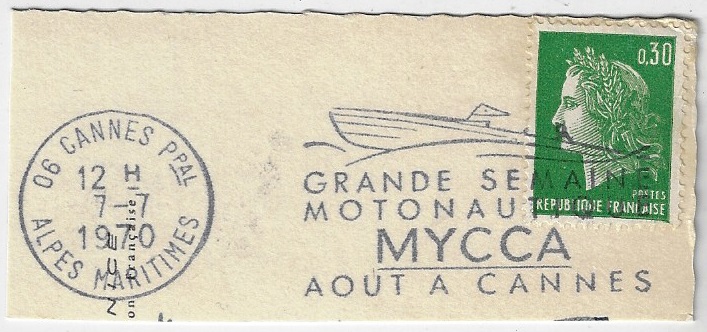 06 CANNES PPAL
12 H
7-7
1970
ALPES MARITIMES
GRANDE SEMAINE
MOTONAUTIQUE
MYCCA
AOUT A CANNES
0,30
POSTES
REPUBLIQUE FRANÇAISE